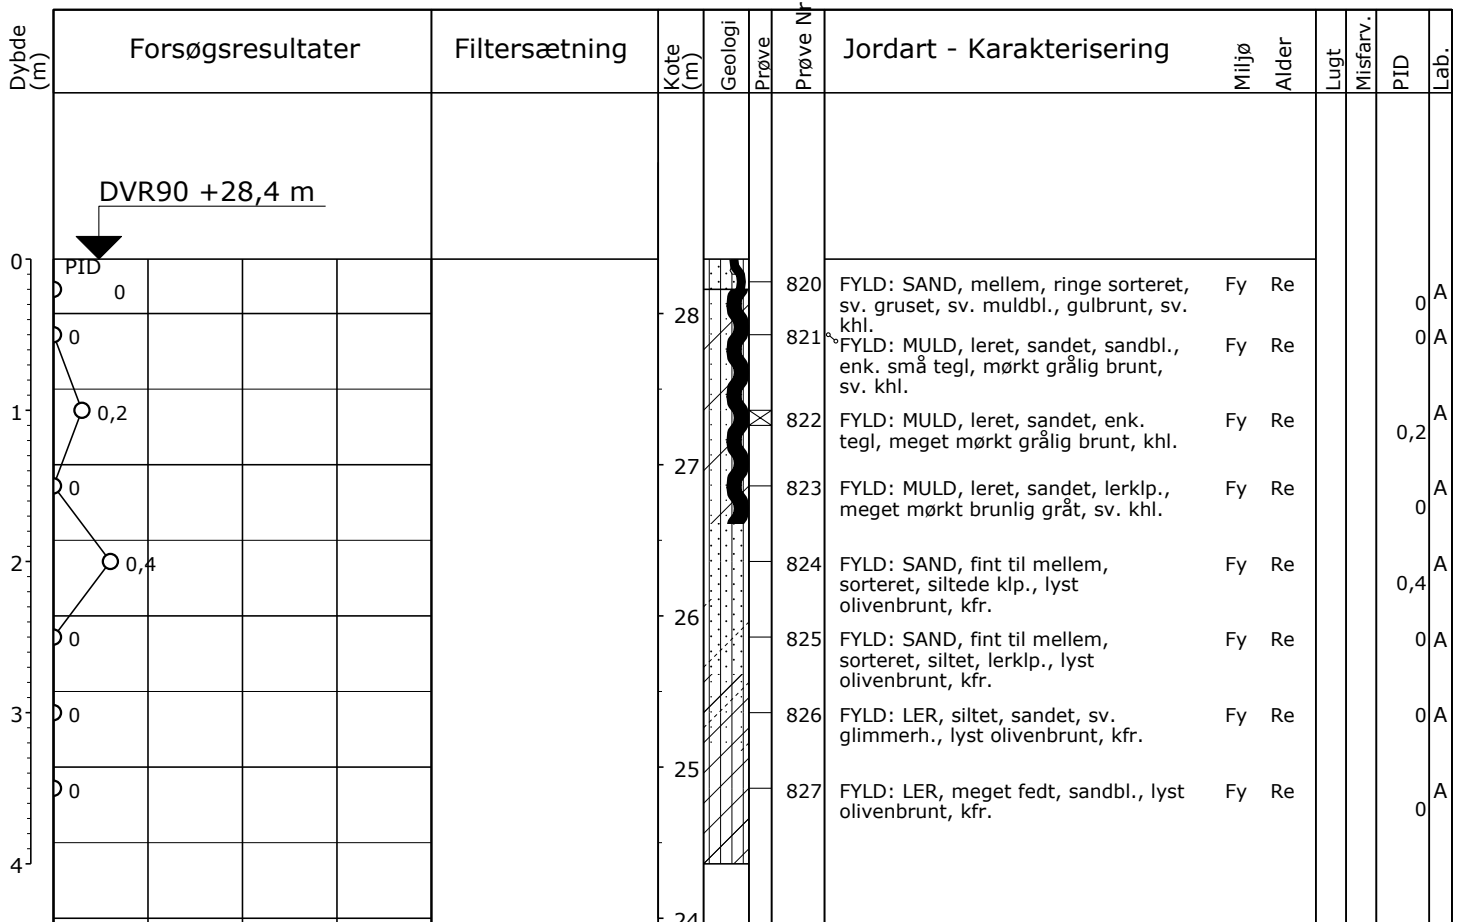 Dybde (m)
Forsøgsresultater
Filtersætning
Kote (m)
Geologi
Prøve
Prøve Nr
Jordart - Karakterisering
Miljø
Alder
Lugt
Misfarv.
PID
Lab.
DVR90 +28,4 m
0
PID
0
820 FYLD: SAND, mellem, ringe sorteret, Fy Re
sv. gruset, sv. muldbl., gulbrunt, sv. 0 A
khl.
28
0
821 FYLD: MULD, leret, sandet, sandbl., Fy Re 0 A
enk. små tegl, mørkt grålig brunt,
sv. khl.
1
0,2
822 FYLD: MULD, leret, sandet, enk. Fy Re A
tegl, meget mørkt grålig brunt, khl. 0,2
27
0
823 FYLD: MULD, leret, sandet, lerklp., Fy Re A
meget mørkt brunlig gråt, sv. khl. 0
2
0,4
824 FYLD: SAND, fint til mellem, Fy Re A
sorteret, siltede klp., lyst 0,4
olivenbrunt, kfr.
26
0
825 FYLD: SAND, fint til mellem, Fy Re 0 A
sorteret, siltet, lerklp., lyst
olivenbrunt, kfr.
3
0
826 FYLD: LER, siltet, sandet, sv. Fy Re 0 A
glimmerh., lyst olivenbrunt, kfr.
25
0
827 FYLD: LER, meget fedt, sandbl., lyst Fy Re A
olivenbrunt, kfr. 0
4
24